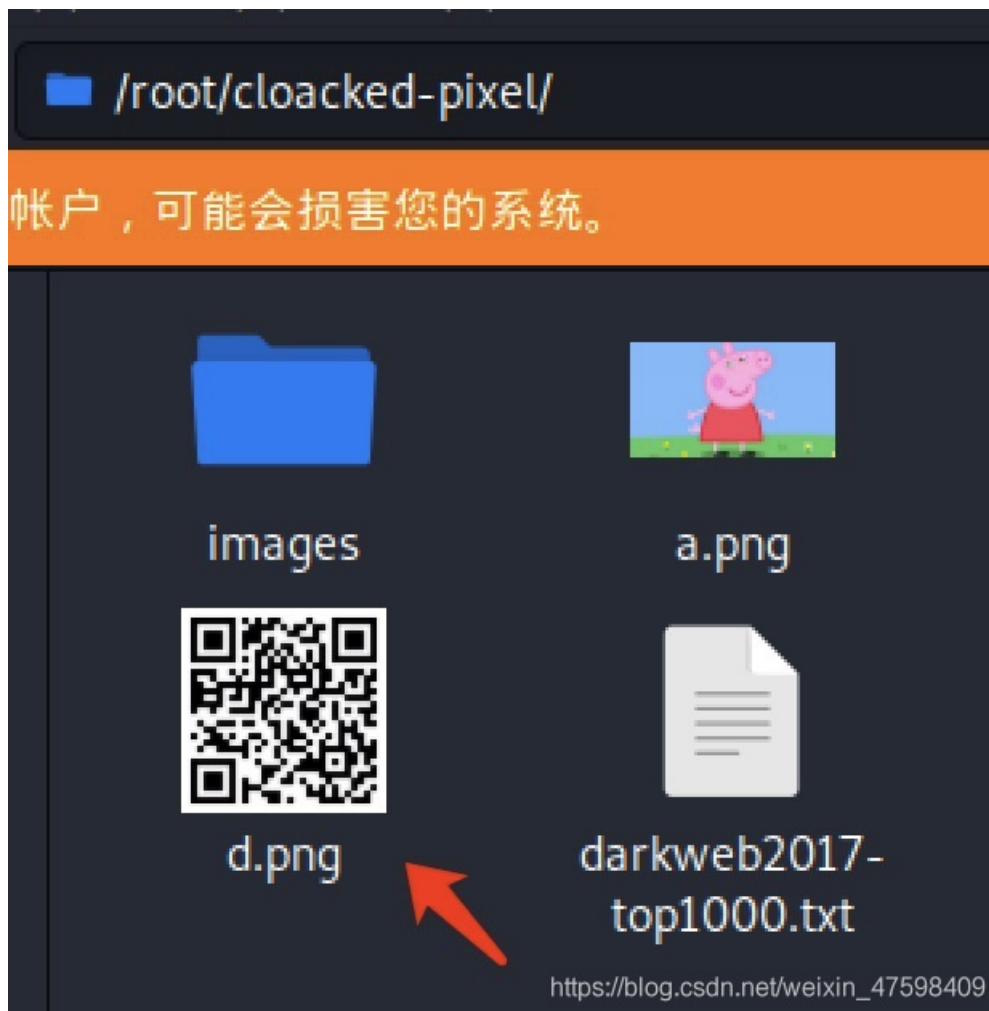 /root/cloacked-pixel/
帐户，可能会损害您的系统。
images
a.png
d.png
darkweb2017-
top1000.txt
https://blog.csdn.net/weixin_47598409